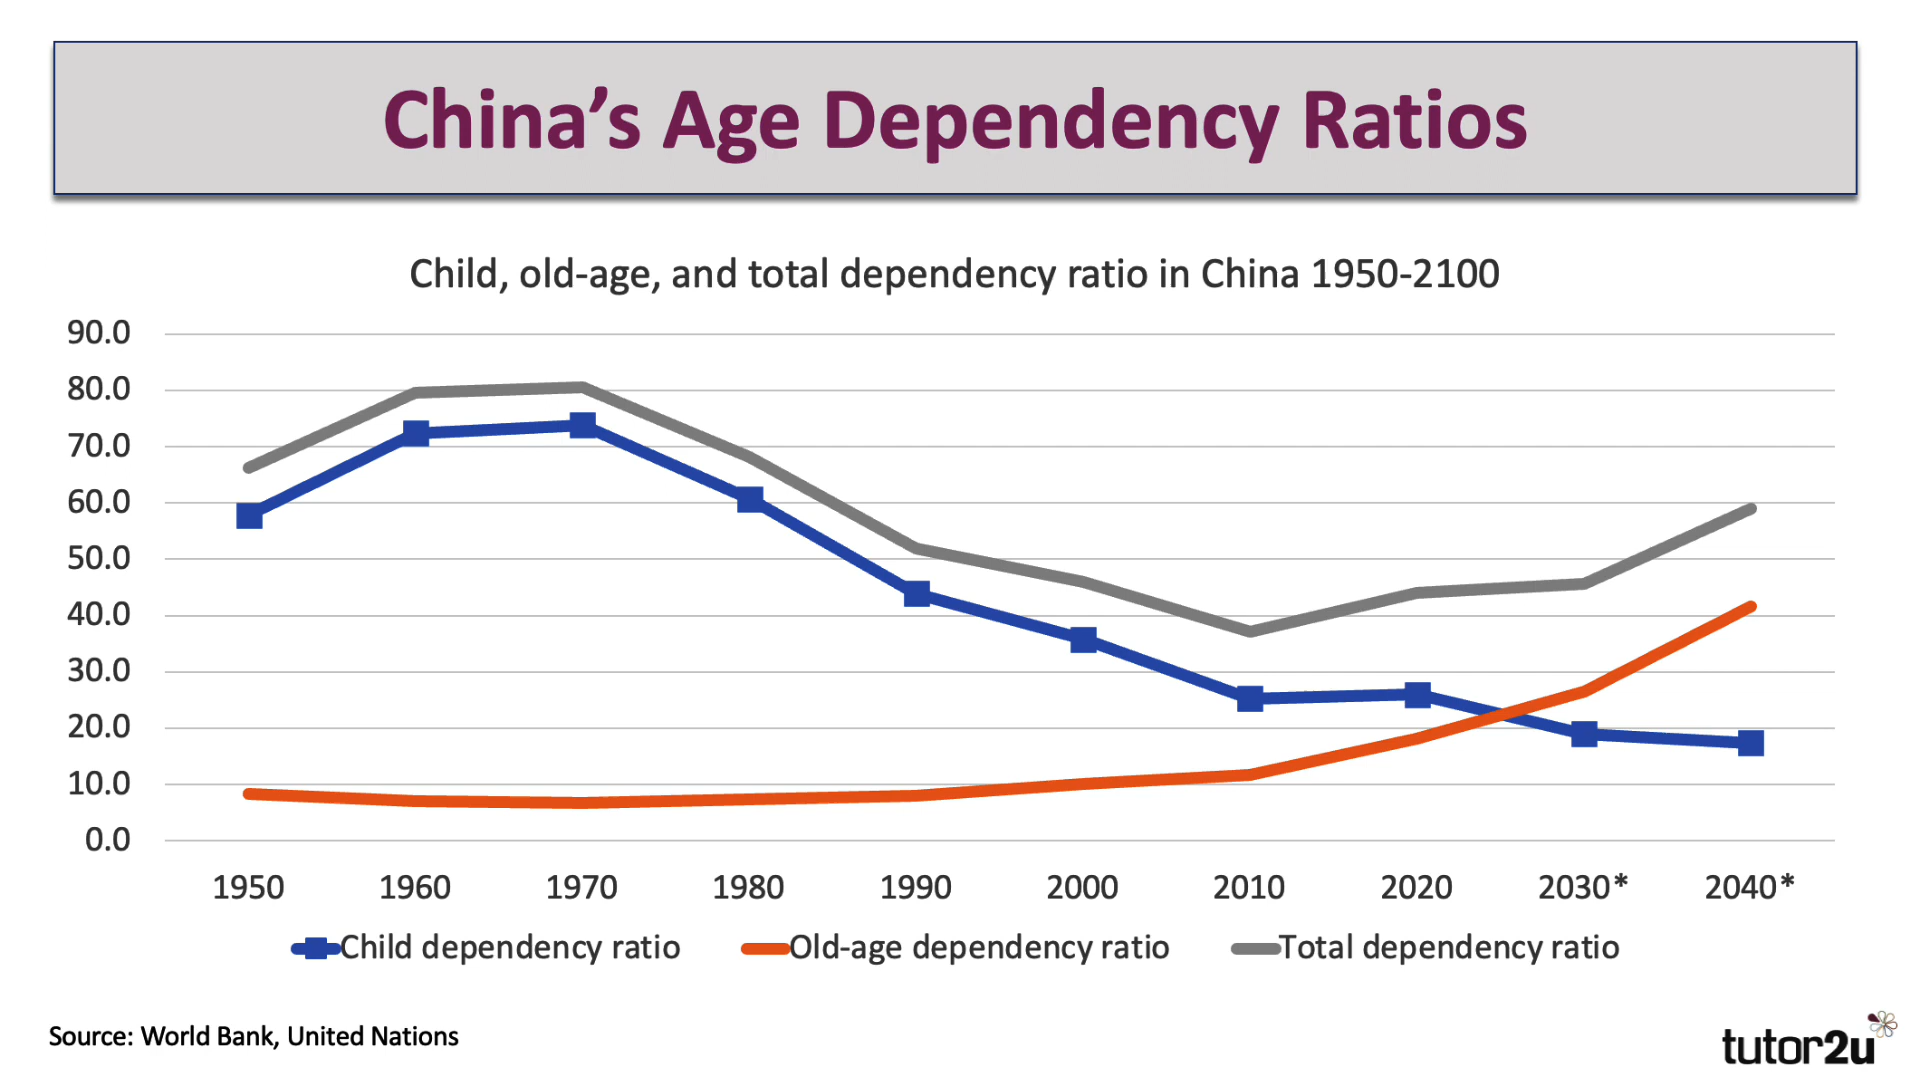 China’s Age Dependency Ratios
Child, old-age, and total dependency ratio in China 1950-2100
90.0
80.0
70.0
60.0
50.0
40.0
30.0
20.0
10.0
0.0
1950 1960 1970 1980 1990 2000 2010 2020 2030* 2040*
Child dependency ratio Old-age dependency ratio Total dependency ratio
Source: World Bank, United Nations
tutor2u